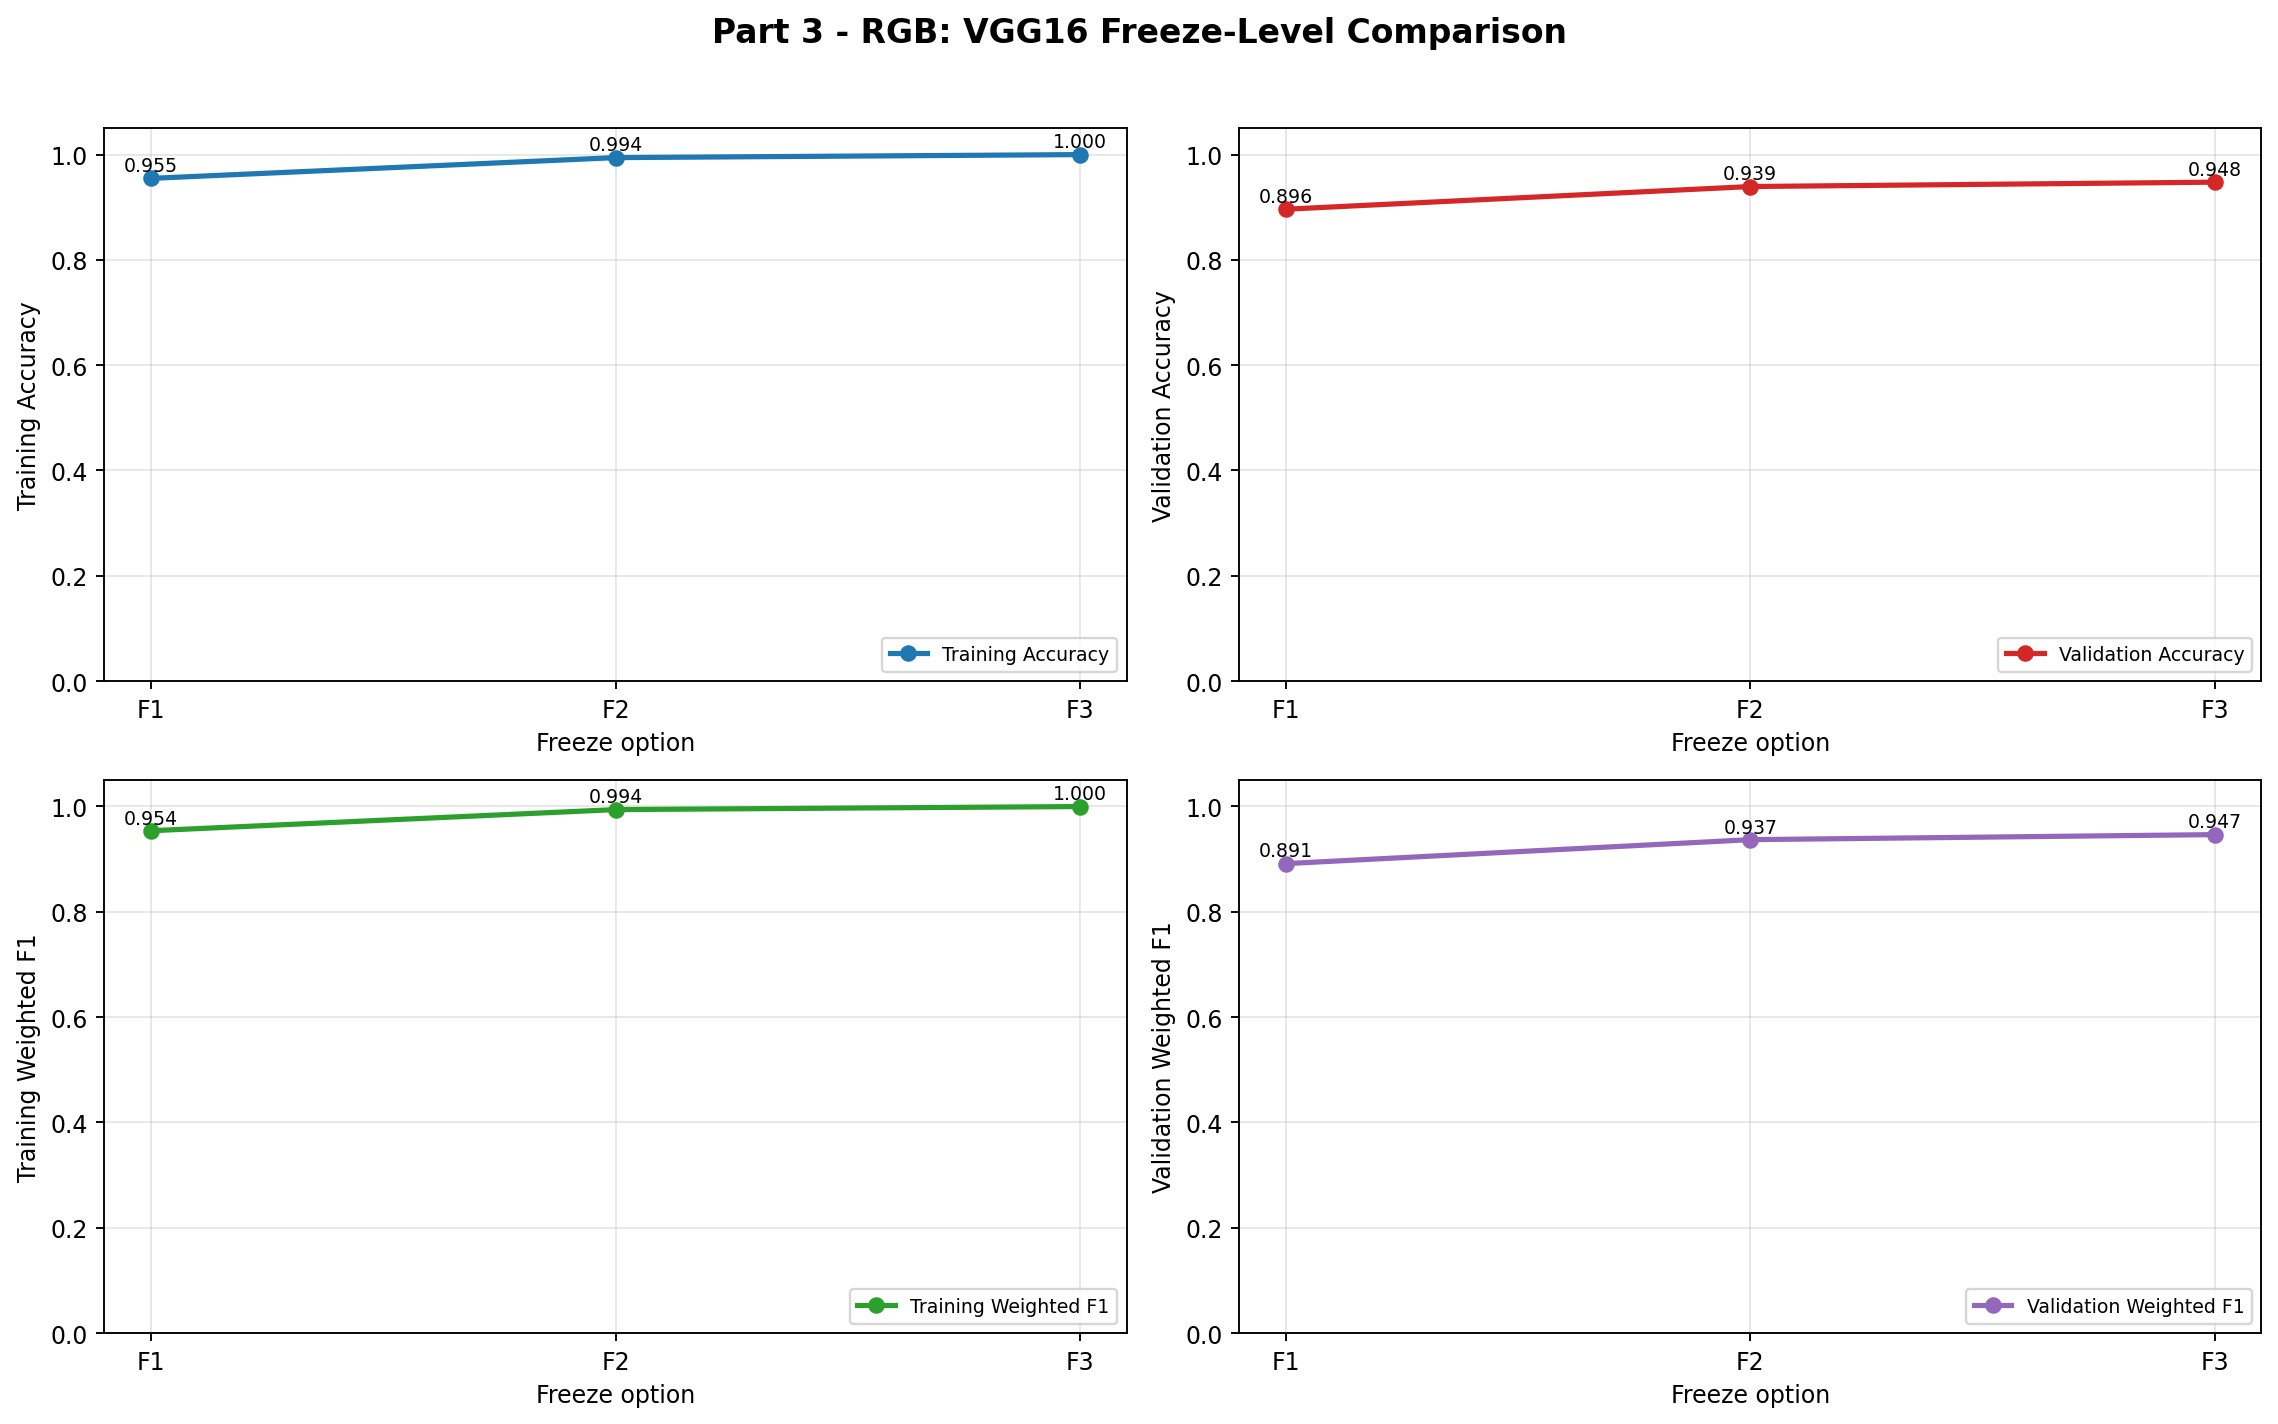 Part 3 - RGB: VGG16 Freeze-Level Comparison
Training Accuracy
1.0
0.8
0.6
0.4
0.2
0.0
0.955
0.994
1.000
Training Accuracy
F1
F2
F3
Freeze option
Validation Accuracy
1.0
0.8
0.6
0.4
0.2
0.0
0.896
0.939
0.948
Validation Accuracy
F1
F2
F3
Freeze option
Training Weighted F1
1.0
0.8
0.6
0.4
0.2
0.0
0.954
0.994
1.000
Training Weighted F1
F1
F2
F3
Freeze option
Validation Weighted F1
1.0
0.8
0.6
0.4
0.2
0.0
0.891
0.937
0.947
Validation Weighted F1
F1
F2
F3
Freeze option